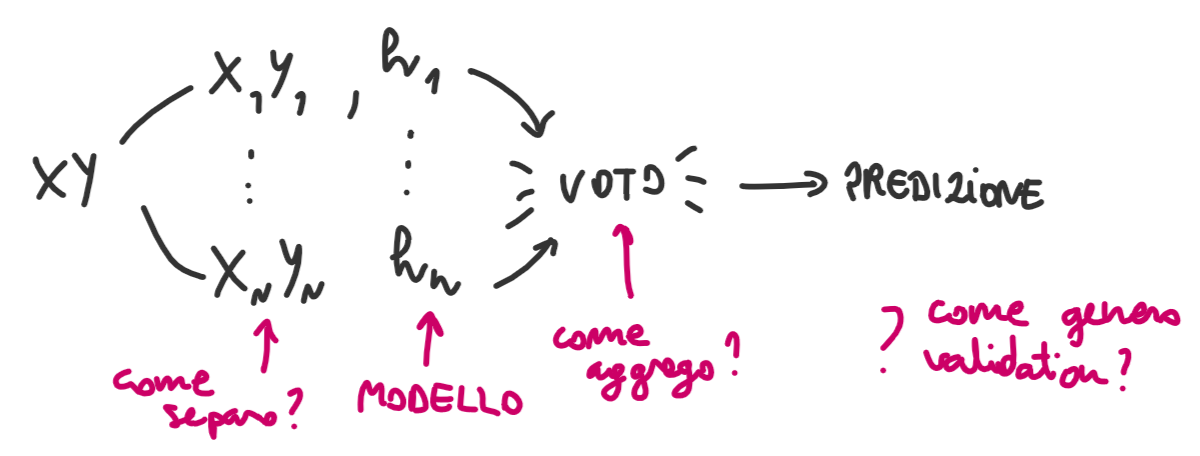 X₁Y₁, h₁
XY
VOTO → PREDIZIONE
XₙYₙ hₙ
come
separo?
MODELLO
come
aggrego?
? come genero
validation?